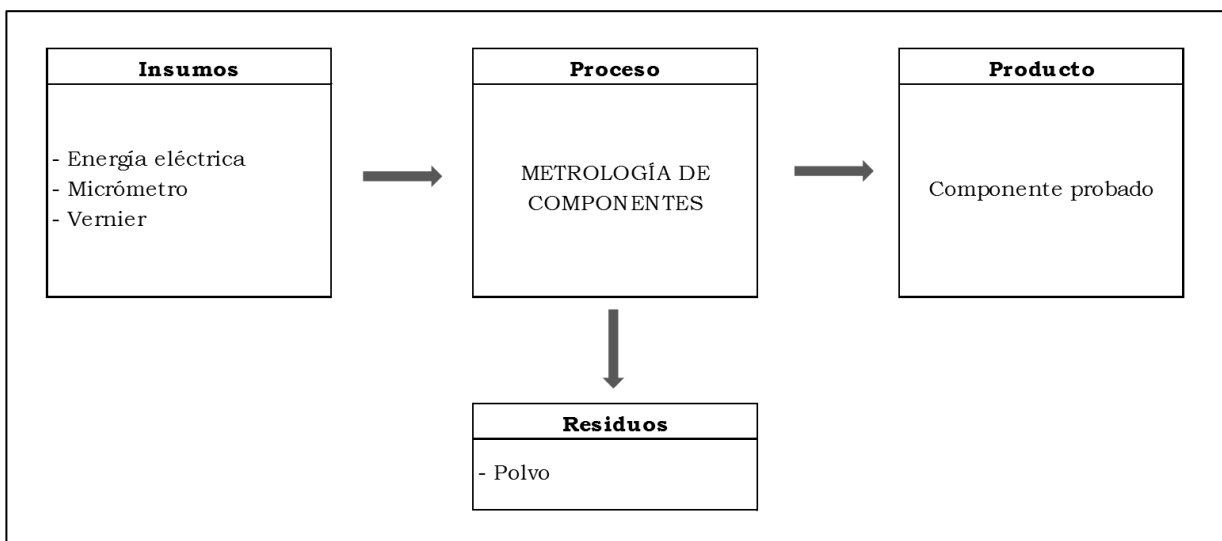 Insumos
- Energía eléctrica
- Micrómetro
- Vernier
Proceso
METROLOGÍA DE
COMPONENTES
Producto
Componente probado
Residuos
- Polvo